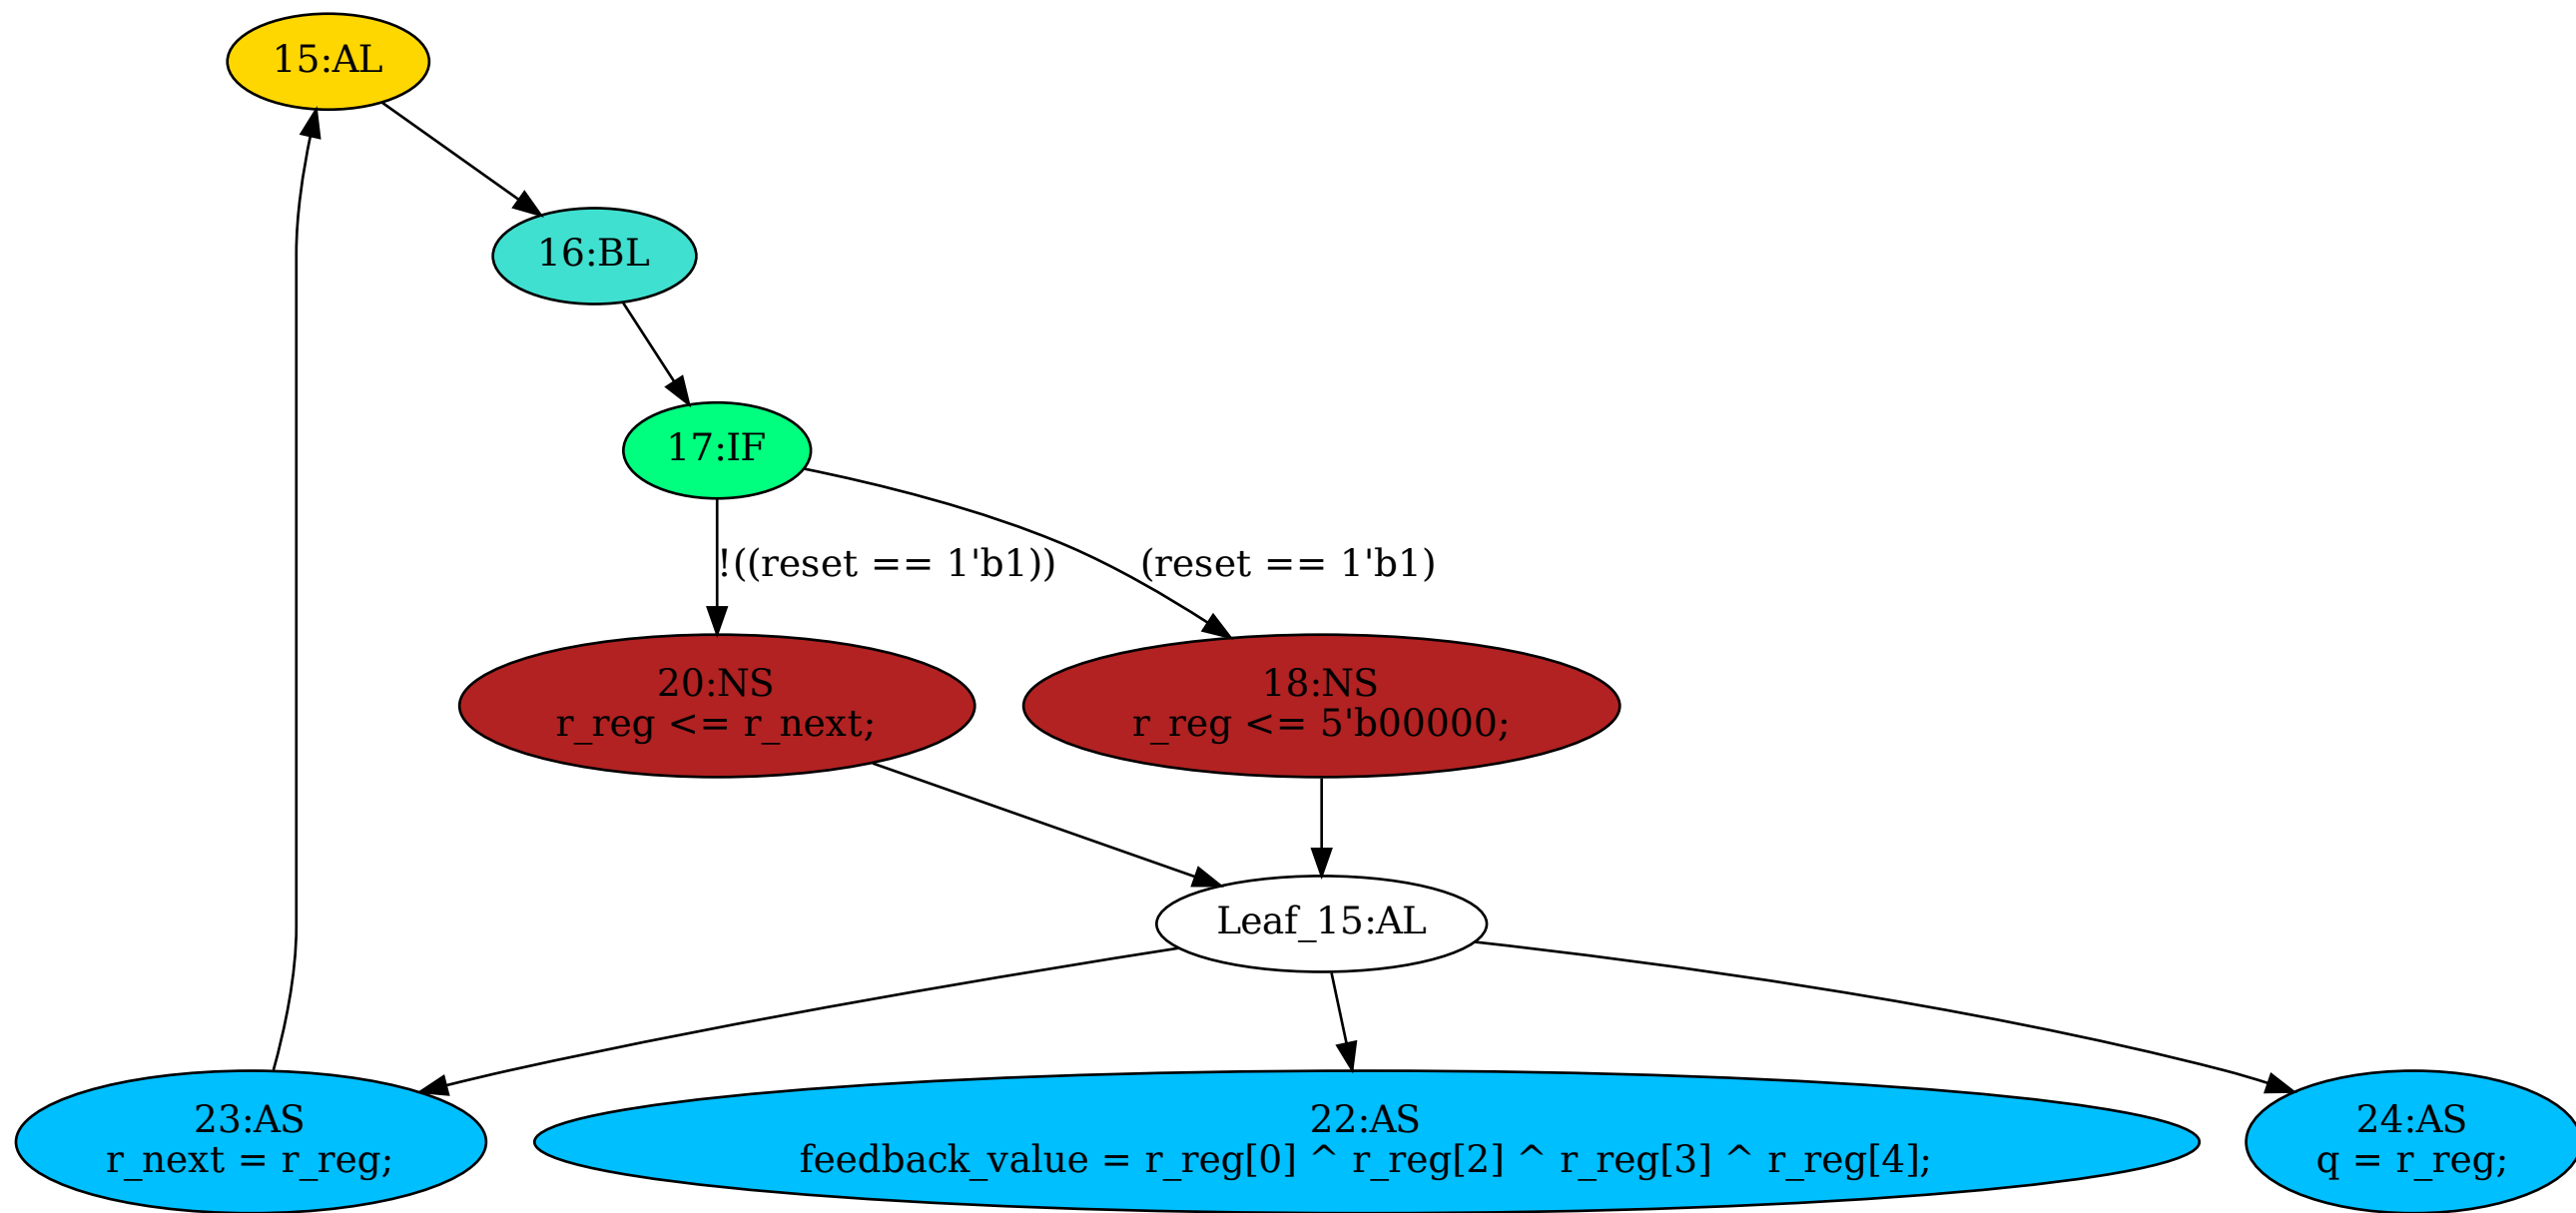 15:AL
16:BL
17:IF
!((reset == 1'b1))
(reset == 1'b1)
20:NS
r_reg <= r_next;
18:NS
r_reg <= 5'b00000;
Leaf_15:AL
23:AS
r_next = r_reg;
22:AS
feedback_value = r_reg[0] ^ r_reg[2] ^ r_reg[3] ^ r_reg[4];
24:AS
q = r_reg;